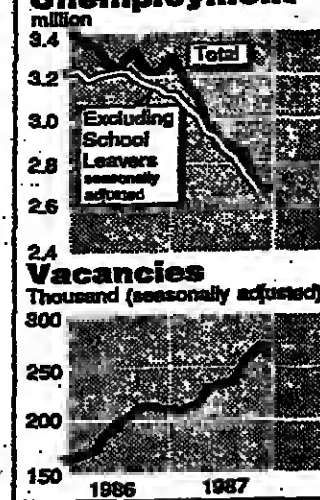 Unemployment
million
3.4
Total
3.2
3.0
Excluding
School
Leavers
seasonally
adjusted
2.8
2.6
2.4
Vacancies
Thousand (seasonally adjusted)
300
250
200
150
1986 1987